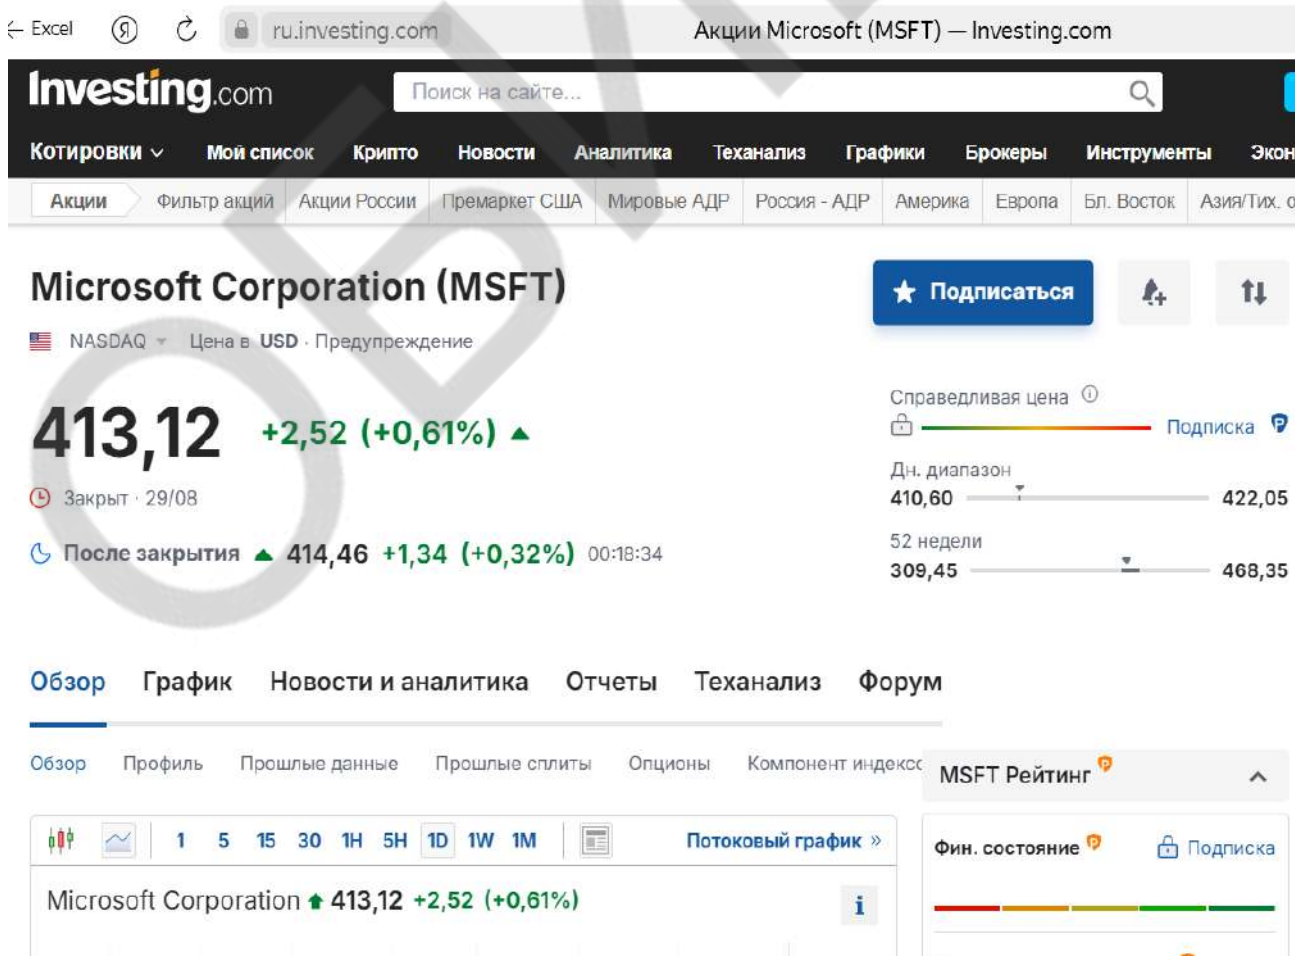 ← Excel Я ru.investing.com Акции Microsoft (MSFT) — Investing.com
Investing.com Поиск на сайте...
Котировки Мой список Крипто Новости Аналитика Теханализ Графики Брокеры Инструменты Экон
Акции Фильтр акций Акции России Премаркет США Мировые АДР Россия - АДР Америка Европа Бл. Восток Азия/Тих. о
Microsoft Corporation (MSFT)
Подписаться
NASDAQ Цена в USD · Предупреждение
413,12 +2,52 (+0,61%)
Закрыт · 29/08
После закрытия 414,46 +1,34 (+0,32%) 00:18:34
Справедливая цена
Подписка
Дн. диапазон
410,60 422,05
52 недели
309,45 468,35
Обзор График Новости и аналитика Отчеты Теханализ Форум
Обзор Профиль Прошлые данные Прошлые сплиты Опционы Компонент индексо
MSFT Рейтинг
1 5 15 30 1H 5H 1D 1W 1M Потоковый график »
Фин. состояние Подписка
Microsoft Corporation 413,12 +2,52 (+0,61%) i